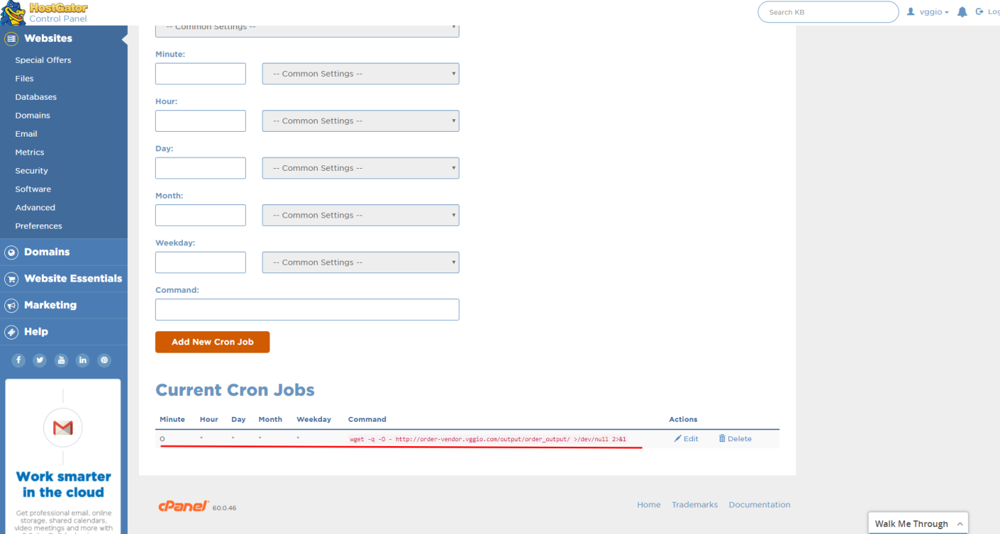 HostGator
Control Panel
Search KB
vggio
Log
Websites
Special Offers
Files
Databases
Domains
Email
Metrics
Security
Software
Advanced
Preferences
Domains
Website Essentials
Marketing
Help
Work smarter
in the cloud
Get professional email, online
storage, shared calendars,
video meetings and more with
-- Common Settings --
Minute:
-- Common Settings --
Hour:
-- Common Settings --
Day:
-- Common Settings --
Month:
-- Common Settings --
Weekday:
-- Common Settings --
Command:
Add New Cron Job
Current Cron Jobs
Minute Hour Day Month Weekday Command Actions
0 * * * * wget -q -O - http://order-vendor.vggio.com/output/order_output/ >/dev/null 2>&1 Edit Delete
cPanel 60.0.46
Home Trademarks Documentation
Walk Me Through